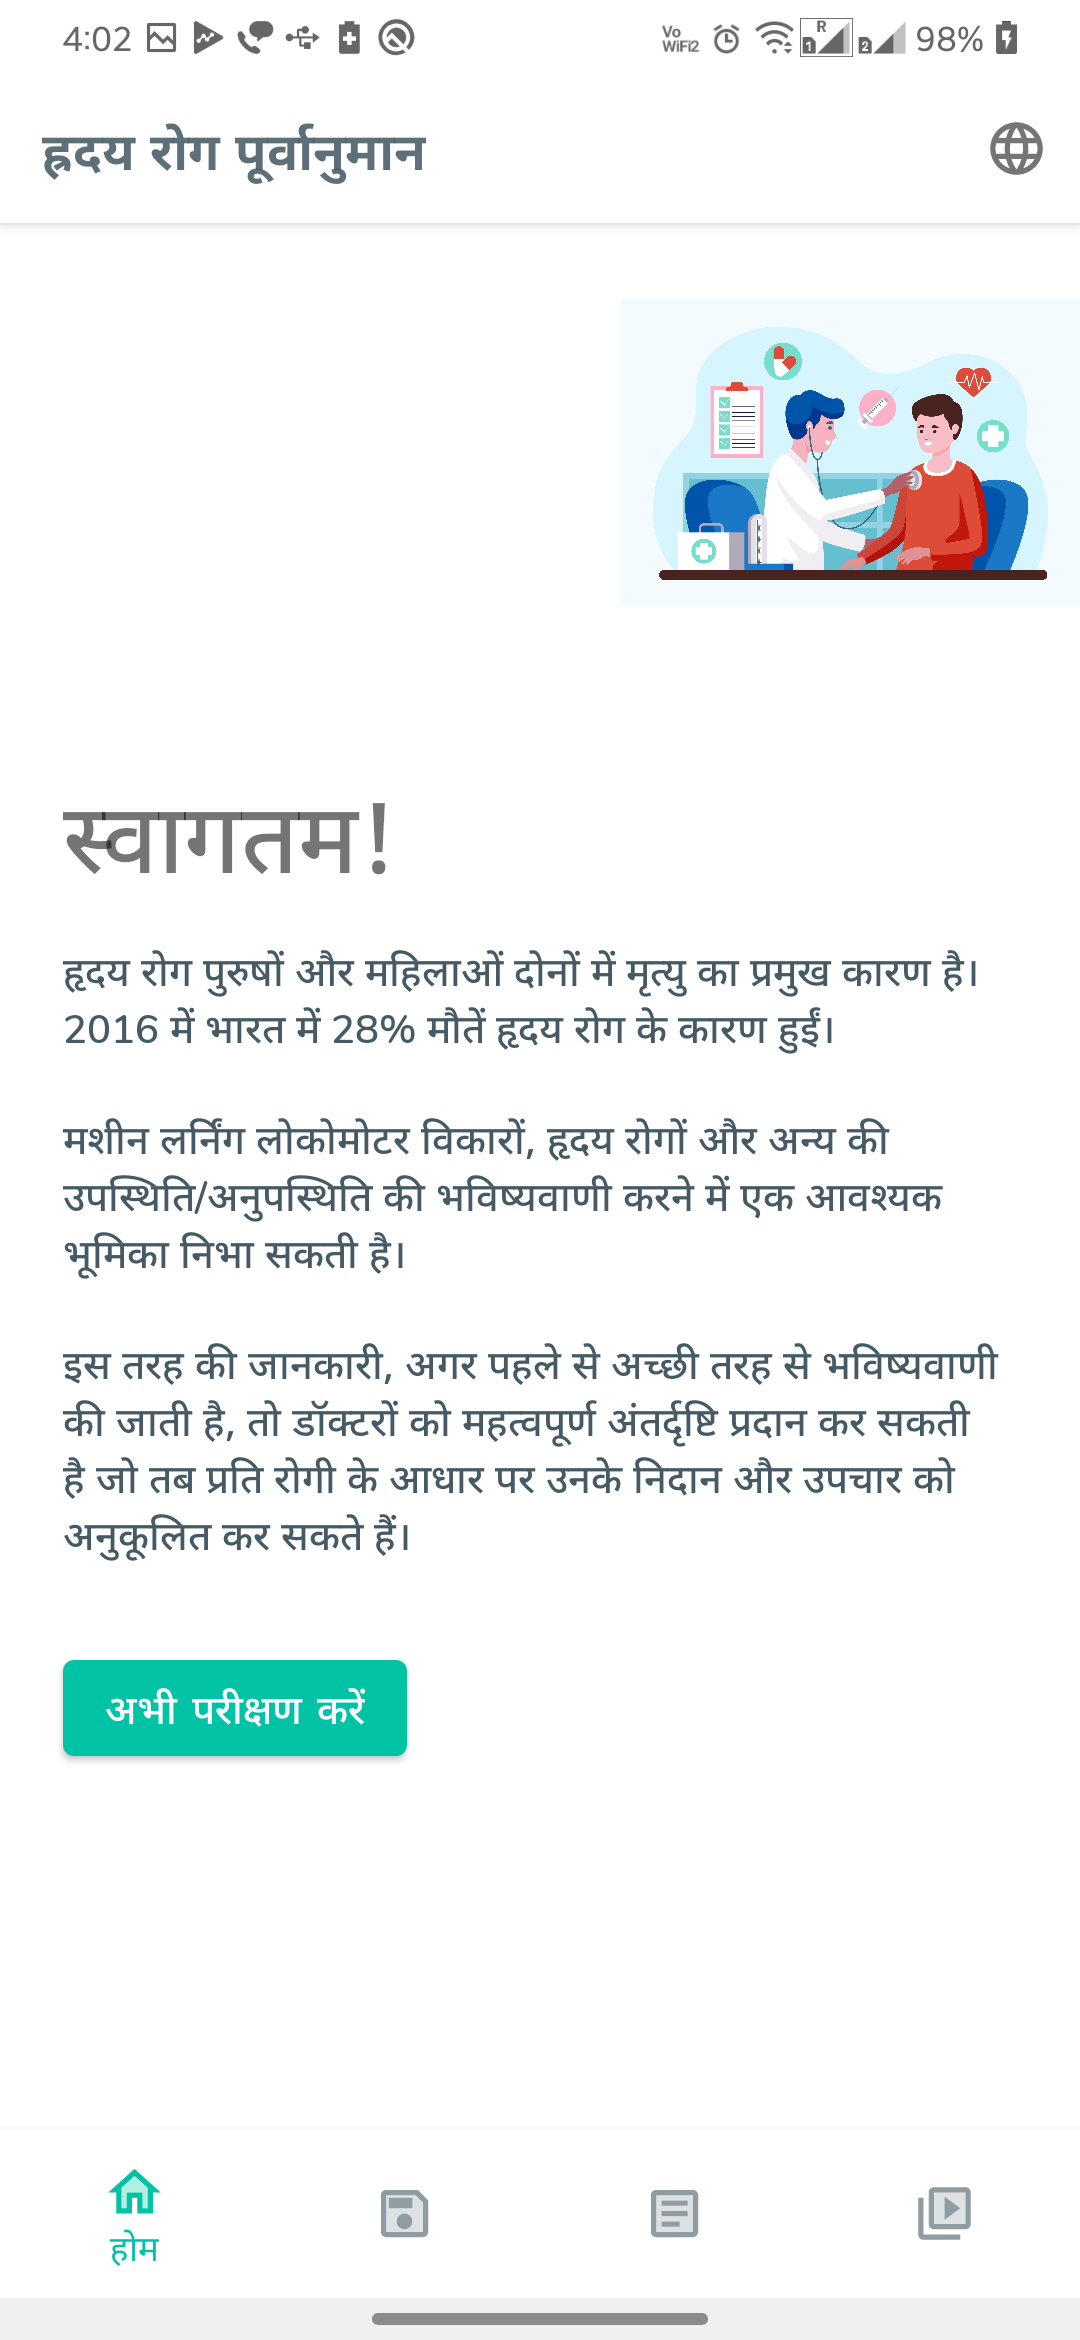 4:02
Vo WiFi2 R 1 2 98%
ह्रदय रोग पूर्वानुमान
स्वागतम!
हृदय रोग पुरुषों और महिलाओं दोनों में मृत्यु का प्रमुख कारण है।
2016 में भारत में 28% मौतें हृदय रोग के कारण हुईं।
मशीन लर्निंग लोकोमोटर विकारों, हृदय रोगों और अन्य की
उपस्थिति/अनुपस्थिति की भविष्यवाणी करने में एक आवश्यक
भूमिका निभा सकती है।
इस तरह की जानकारी, अगर पहले से अच्छी तरह से भविष्यवाणी
की जाती है, तो डॉक्टरों को महत्वपूर्ण अंतर्दृष्टि प्रदान कर सकती
है जो तब प्रति रोगी के आधार पर उनके निदान और उपचार को
अनुकूलित कर सकते हैं।
अभी परीक्षण करें
होम